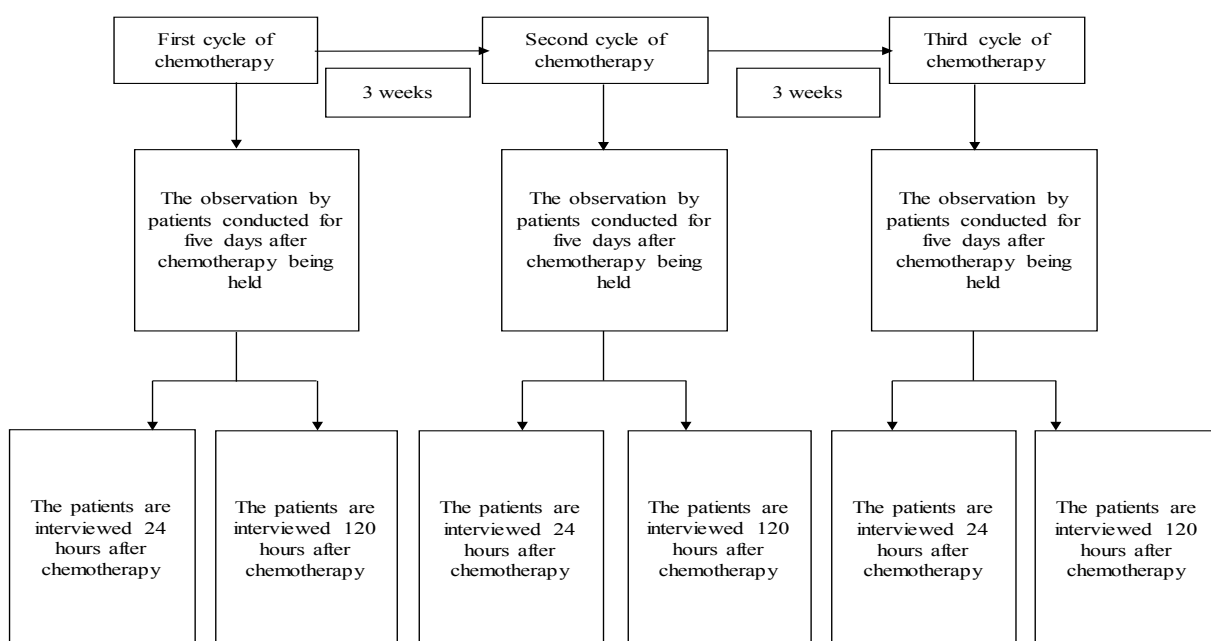 First cycle of
chemotherapy
Second cycle of
chemotherapy
Third cycle of
chemotherapy
3 weeks
3 weeks
The observation by
patients conducted for
five days after
chemotherapy being
held
The observation by
patients conducted for
five days after
chemotherapy being
held
The observation by
patients conducted for
five days after
chemotherapy being
held
The patients are
interviewed 24
hours after
chemotherapy
The patients are
interviewed 120
hours after
chemotherapy
The patients are
interviewed 24
hours after
chemotherapy
The patients are
interviewed 120
hours after
chemotherapy
The patients are
interviewed 24
hours after
chemotherapy
The patients are
interviewed 120
hours after
chemotherapy